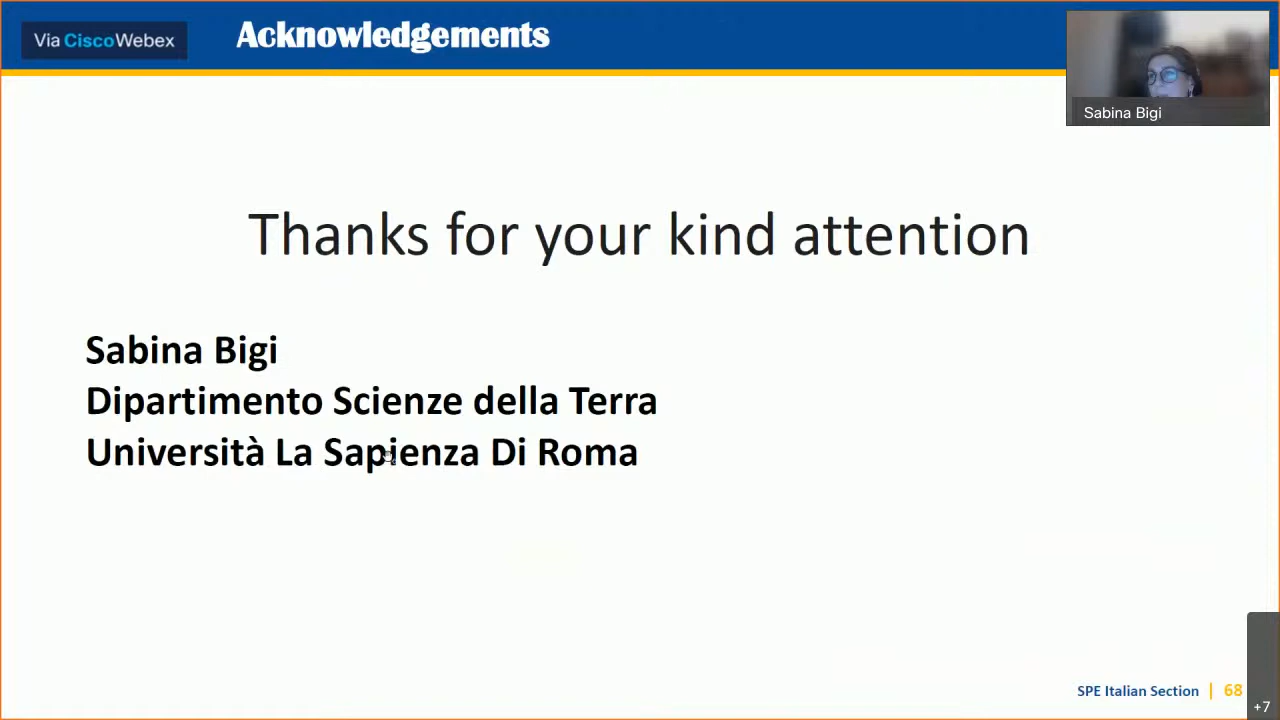 Via CiscoWebex
Acknowledgements
Sabina Bigi
Thanks for your kind attention
Sabina Bigi
Dipartimento Scienze della Terra
Università La Sapienza Di Roma
SPE Italian Section | 68
+7